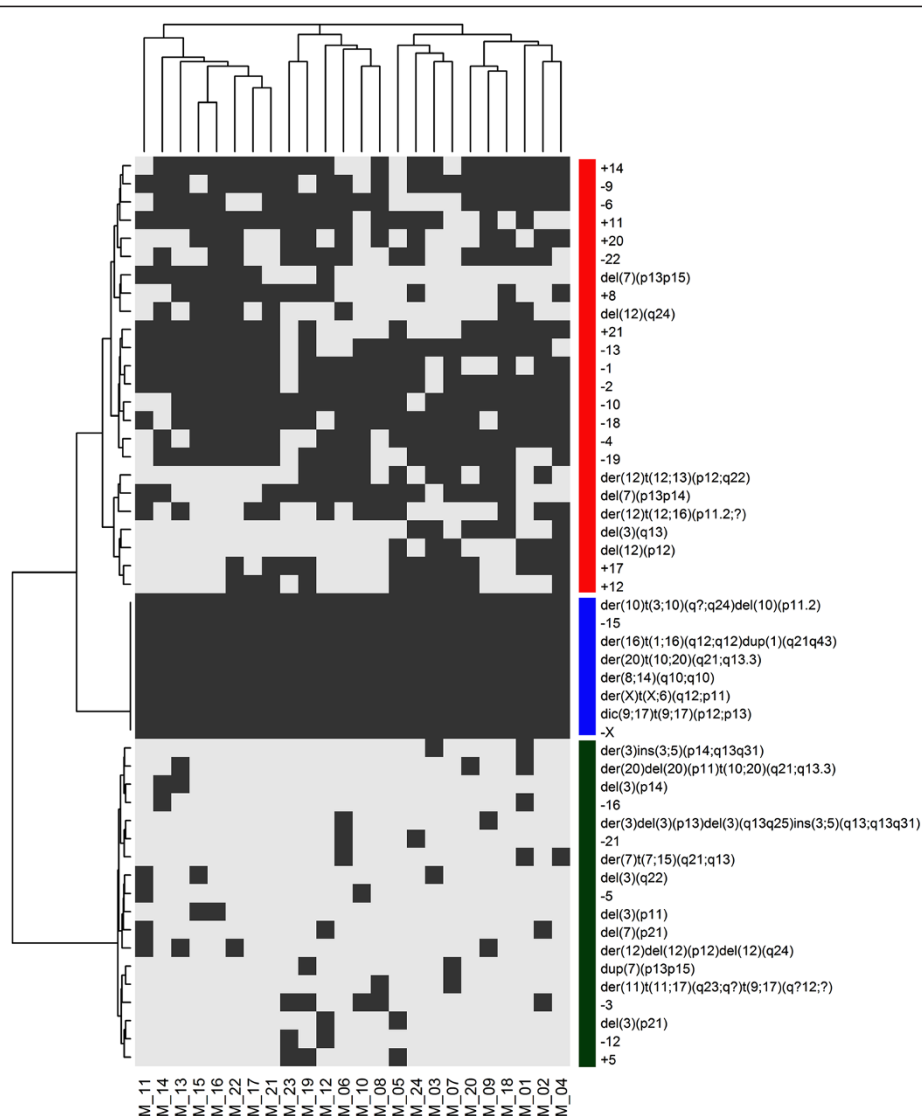 +14
-9
-6
+11
+20
-22
del(7)(p13p15)
+8
del(12)(q24)
+21
-13
-1
-2
-10
-18
-4
-19
der(12)t(12;13)(p12;q22)
del(7)(p13p14)
der(12)t(12;16)(p11.2;?)
del(3)(q13)
del(12)(p12)
+17
+12
der(10)t(3;10)(q?;q24)del(10)(p11.2)
-15
der(16)t(1;16)(q12;q12)dup(1)(q21q43)
der(20)t(10;20)(q21;q13.3)
der(8;14)(q10;q10)
der(X)t(X;6)(q12;p11)
dic(9;17)t(9;17)(p12;p13)
-X
der(3)ins(3;5)(p14;q13q31)
der(20)del(20)(p11)t(10;20)(q21;q13.3)
del(3)(p14)
-16
der(3)del(3)(p13)del(3)(q13q25)ins(3;5)(q13;q13q31)
-21
der(7)t(7;15)(q21;q13)
del(3)(q22)
-5
del(3)(p11)
del(7)(p21)
der(12)del(12)(p12)del(12)(q24)
dup(7)(p13p15)
der(11)t(11;17)(q23;q?)t(9;17)(q?12;?)
-3
del(3)(p21)
-12
+5
M_11
M_14
M_13
M_15
M_16
M_22
M_17
M_21
M_23
M_19
M_12
M_06
M_10
M_08
M_05
M_24
M_03
M_07
M_20
M_09
M_18
M_01
M_02
M_04